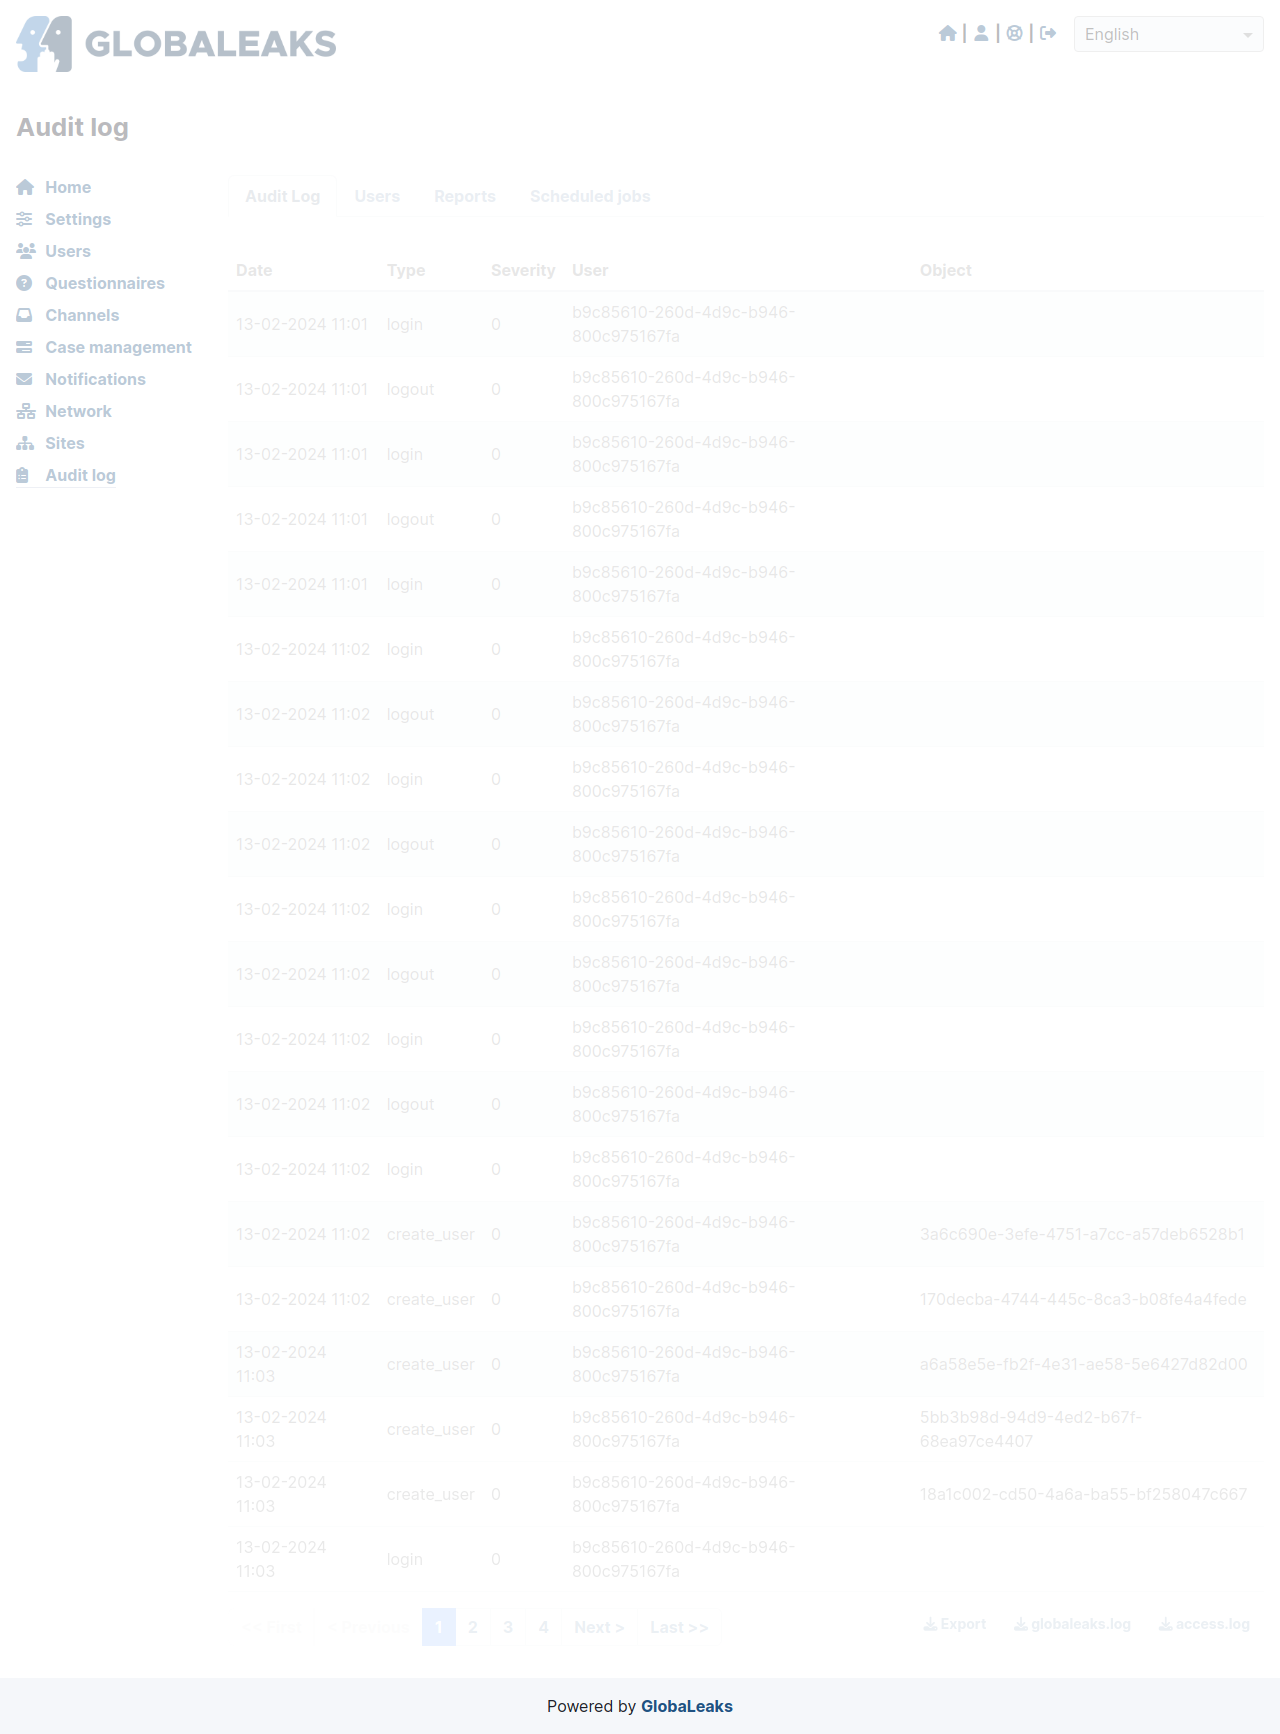 GLOBALEAKS
English
Audit log
Home
Settings
Users
Questionnaires
Channels
Case management
Notifications
Network
Sites
Audit log
Audit Log Users Reports Scheduled jobs
Date Type Severity User Object
13-02-2024 11:01 login 0 b9c85610-260d-4d9c-b946-
800c975167fa
13-02-2024 11:01 logout 0 b9c85610-260d-4d9c-b946-
800c975167fa
13-02-2024 11:01 login 0 b9c85610-260d-4d9c-b946-
800c975167fa
13-02-2024 11:01 logout 0 b9c85610-260d-4d9c-b946-
800c975167fa
13-02-2024 11:01 login 0 b9c85610-260d-4d9c-b946-
800c975167fa
13-02-2024 11:02 login 0 b9c85610-260d-4d9c-b946-
800c975167fa
13-02-2024 11:02 logout 0 b9c85610-260d-4d9c-b946-
800c975167fa
13-02-2024 11:02 login 0 b9c85610-260d-4d9c-b946-
800c975167fa
13-02-2024 11:02 logout 0 b9c85610-260d-4d9c-b946-
800c975167fa
13-02-2024 11:02 login 0 b9c85610-260d-4d9c-b946-
800c975167fa
13-02-2024 11:02 logout 0 b9c85610-260d-4d9c-b946-
800c975167fa
13-02-2024 11:02 login 0 b9c85610-260d-4d9c-b946-
800c975167fa
13-02-2024 11:02 logout 0 b9c85610-260d-4d9c-b946-
800c975167fa
13-02-2024 11:02 login 0 b9c85610-260d-4d9c-b946-
800c975167fa
13-02-2024 11:02 create_user 0 b9c85610-260d-4d9c-b946- 3a6c690e-3efe-4751-a7cc-a57deb6528b1
800c975167fa
13-02-2024 11:02 create_user 0 b9c85610-260d-4d9c-b946- 170decba-4744-445c-8ca3-b08fe4a4fede
800c975167fa
13-02-2024 create_user 0 b9c85610-260d-4d9c-b946- a6a58e5e-fb2f-4e31-ae58-5e6427d82d00
11:03 800c975167fa
13-02-2024 create_user 0 b9c85610-260d-4d9c-b946- 5bb3b98d-94d9-4ed2-b67f-
11:03 800c975167fa 68ea97ce4407
13-02-2024 create_user 0 b9c85610-260d-4d9c-b946- 18a1c002-cd50-4a6a-ba55-bf258047c667
11:03 800c975167fa
13-02-2024 login 0 b9c85610-260d-4d9c-b946-
11:03 800c975167fa
<< First < Previous 1 2 3 4 Next > Last >> Export globaleaks.log access.log
Powered by GlobaLeaks